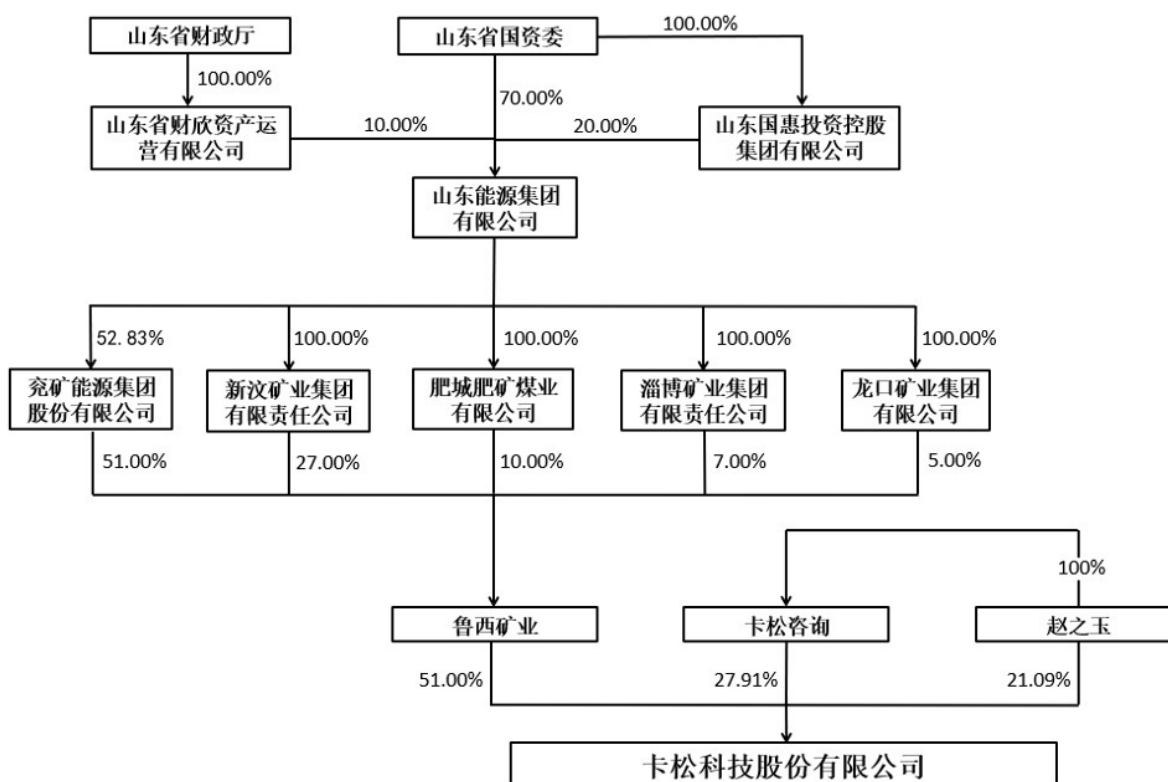 山东省财政厅
山东省国资委
100.00%
100.00%
70.00%
山东省财欣资产运
营有限公司
10.00%
20.00%
山东国惠投资控股
集团有限公司
山东能源集团
有限公司
52.83%
100.00%
100.00%
100.00%
100.00%
兖矿能源集团
股份有限公司
新汶矿业集团
有限责任公司
肥城肥矿煤业
有限公司
淄博矿业集团
有限责任公司
龙口矿业集团
有限公司
51.00%
27.00%
10.00%
7.00%
5.00%
100%
鲁西矿业
卡松咨询
赵之玉
51.00%
27.91%
21.09%
卡松科技股份有限公司